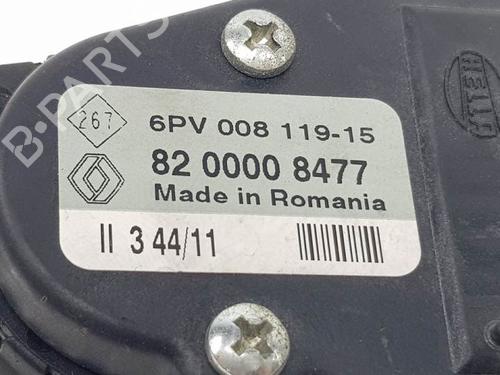 B-PARTS
HELLA
267
6PV 008 119-15
82 0000 8477
Made in Romania
II 3 44/11